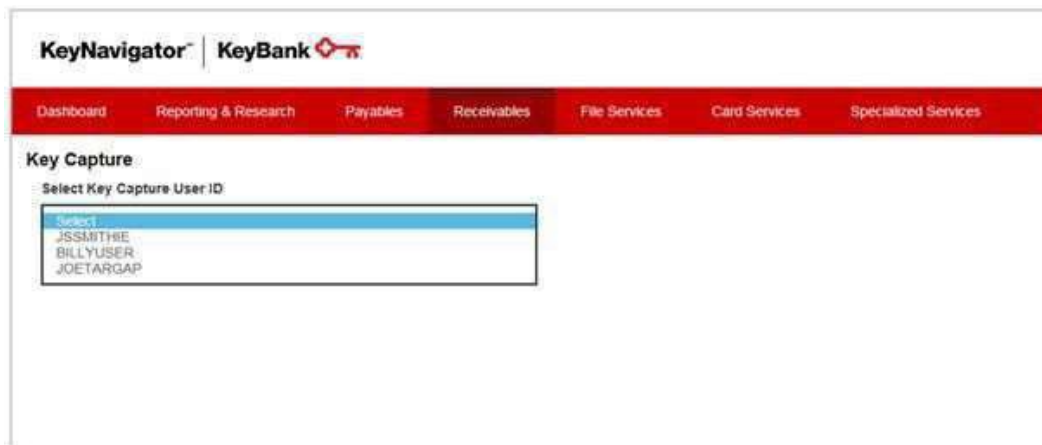 KeyNavigator™ | KeyBank
Dashboard Reporting & Research Payables Receivables File Services Card Services Specialized Services
Key Capture
Select Key Capture User ID
Select
JSSMITHIE
BILLYUSER
JOETARGAP